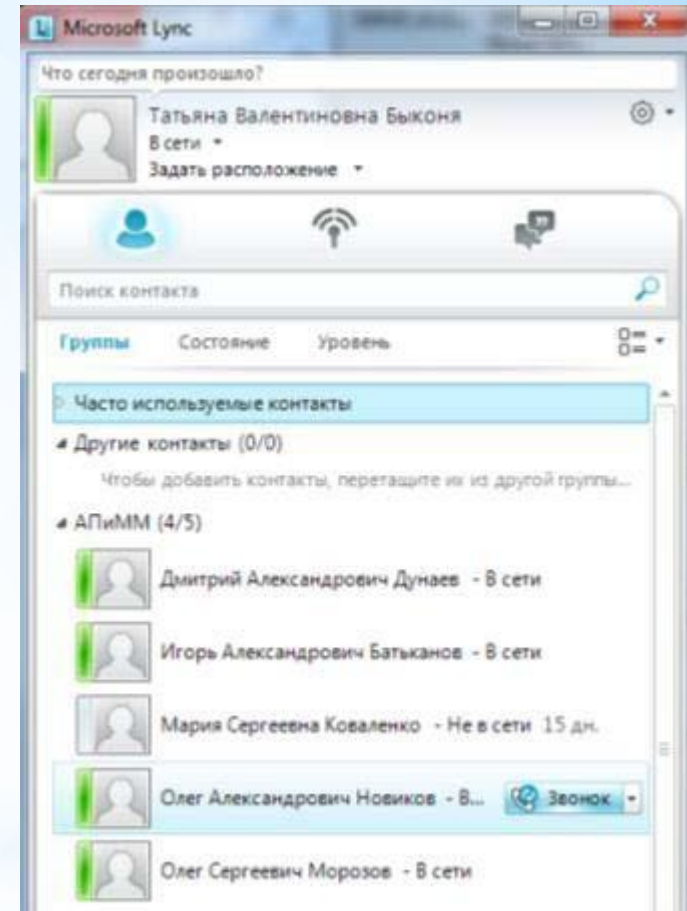 Microsoft Lync
Что сегодня произошло?
Татьяна Валентиновна Быконя
В сети
Задать расположение
Поиск контакта
Группы Состояние Уровень
Часто используемые контакты
Другие контакты (0/0)
Чтобы добавить контакты, перетащите их из другой группы...
АПиММ (4/5)
Дмитрий Александрович Дунаев - В сети
Игорь Александрович Батьканов - В сети
Мария Сергеевна Коваленко - Не в сети 15 дн.
Олег Александрович Новиков - В... Звонок
Олег Сергеевич Морозов - В сети